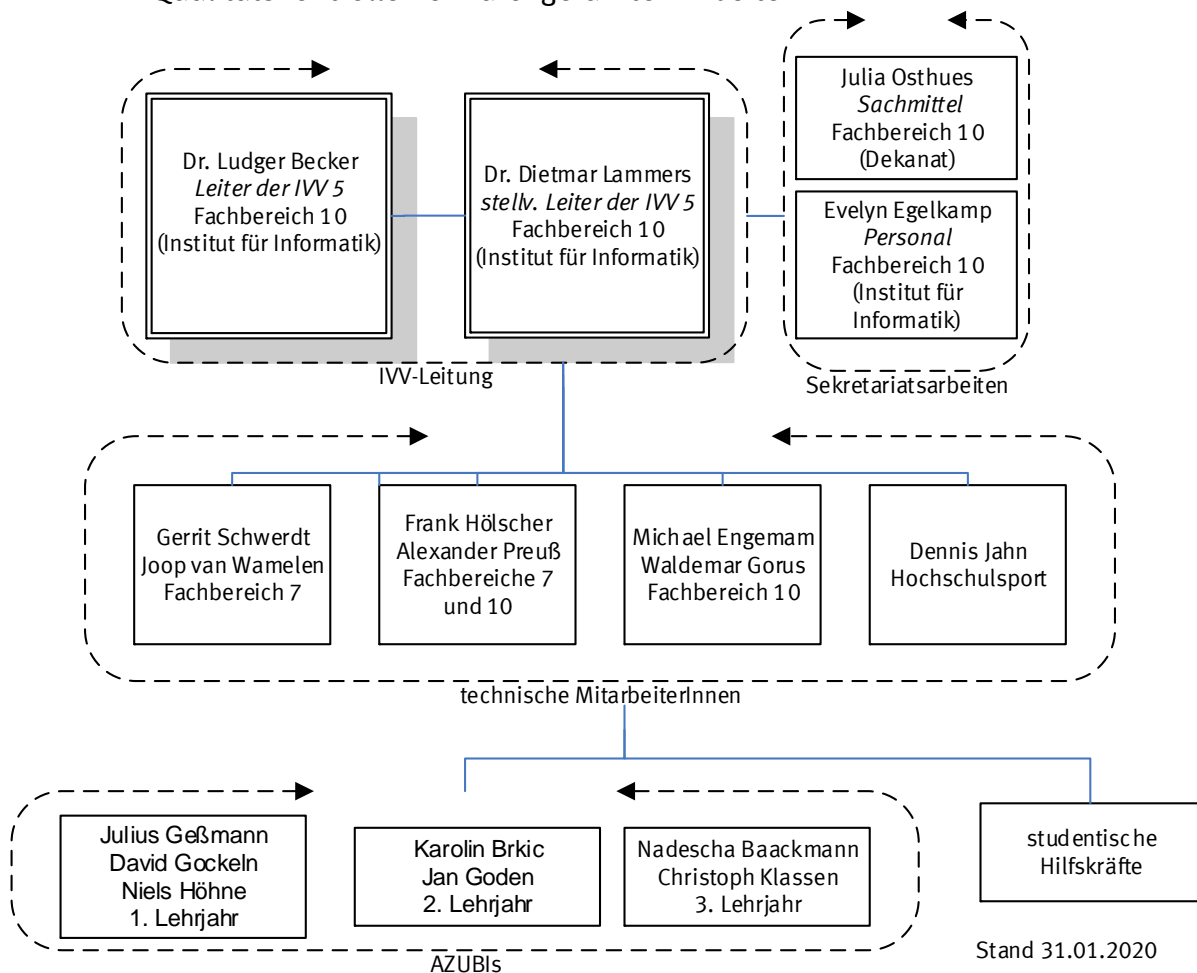 Dr. Ludger Becker
Leiter der IVV 5
Fachbereich 10
(Institut für Informatik)
Dr. Dietmar Lammers
stellv. Leiter der IVV 5
Fachbereich 10
(Institut für Informatik)
Julia Osthues
Sachmittel
Fachbereich 10
(Dekanat)
Evelyn Egelkamp
Personal
Fachbereich 10
(Institut für
Informatik)
IVV-Leitung
Sekretariatsarbeiten
Gerrit Schwerdt
Joop van Wamelen
Fachbereich 7
Frank Hölscher
Alexander Preuß
Fachbereiche 7
und 10
Michael Engemam
Waldemar Gorus
Fachbereich 10
Dennis Jahn
Hochschulsport
technische MitarbeiterInnen
Julius Geßmann
David Gockeln
Niels Höhne
1. Lehrjahr
Karolin Brkic
Jan Goden
2. Lehrjahr
Nadescha Baackmann
Christoph Klassen
3. Lehrjahr
studentische
Hilfskräfte
AZUBIs
Stand 31.01.2020